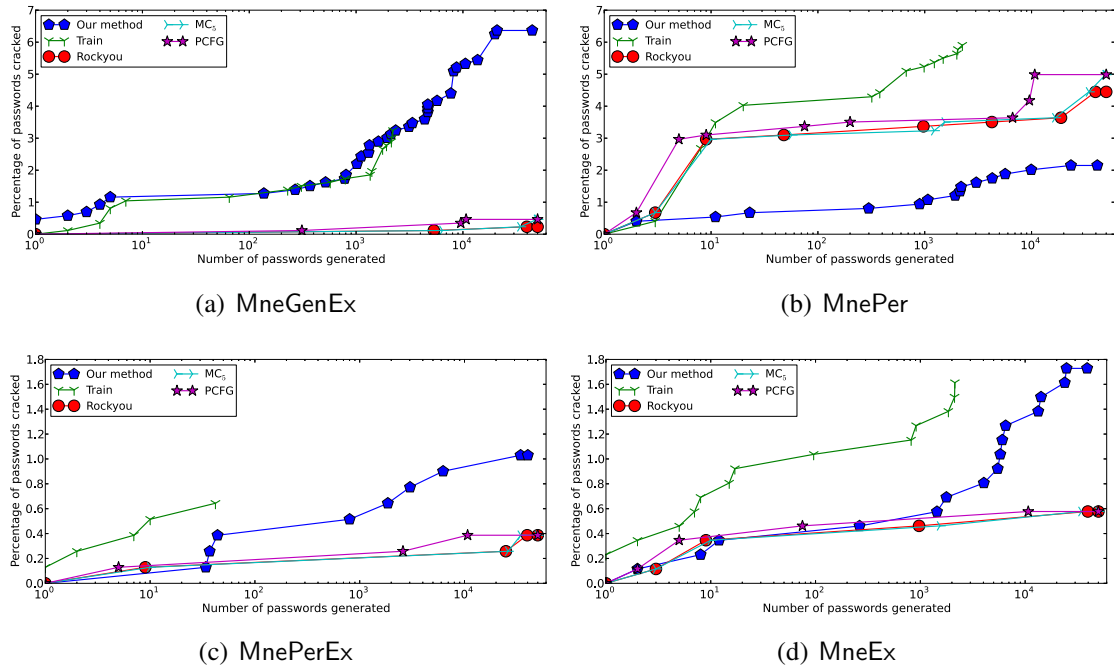 7
6
5
4
3
2
1
0
Percentage of passwords cracked
Our method
Train
Rockyou
MC5
PCFG
10^0
10^1
10^2
10^3
10^4
Number of passwords generated
(a) MneGenEx
7
6
5
4
3
2
1
0
Percentage of passwords cracked
Our method
Train
Rockyou
MC5
PCFG
10^0
10^1
10^2
10^3
10^4
Number of passwords generated
(b) MnePer
1.8
1.6
1.4
1.2
1.0
0.8
0.6
0.4
0.2
0.0
Percentage of passwords cracked
Our method
Train
Rockyou
MC5
PCFG
10^0
10^1
10^2
10^3
10^4
Number of passwords generated
(c) MnePerEx
1.8
1.6
1.4
1.2
1.0
0.8
0.6
0.4
0.2
0.0
Percentage of passwords cracked
Our method
Train
Rockyou
MC5
PCFG
10^0
10^1
10^2
10^3
10^4
Number of passwords generated
(d) MneEx